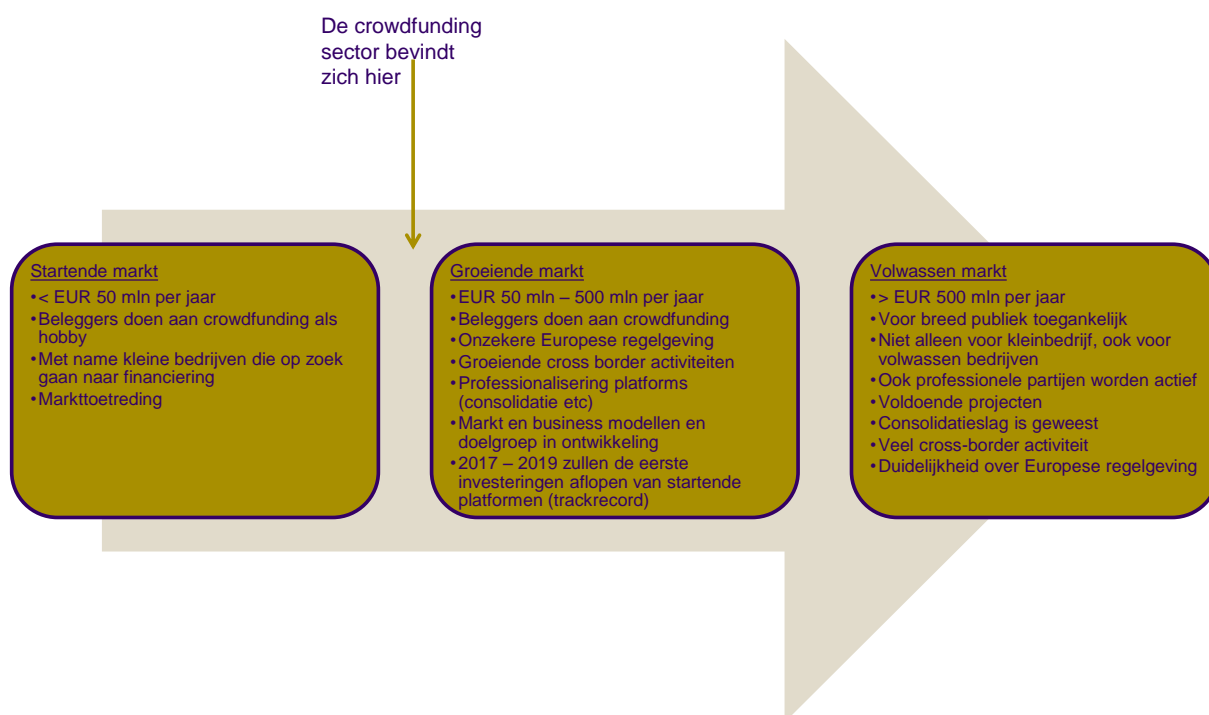 De crowdfunding
sector bevindt
zich hier
Startende markt
•< EUR 50 mln per jaar
•Beleggers doen aan crowdfunding als
hobby
•Met name kleine bedrijven die op zoek
gaan naar financiering
•Markttoetreding
Groeiende markt
•EUR 50 mln – 500 mln per jaar
•Beleggers doen aan crowdfunding
•Onzekere Europese regelgeving
•Groeiende cross border activiteiten
•Professionalisering platforms
(consolidatie etc)
•Markt en business modellen en
doelgroep in ontwikkeling
•2017 – 2019 zullen de eerste
investeringen aflopen van startende
platformen (trackrecord)
Volwassen markt
•> EUR 500 mln per jaar
•Voor breed publiek toegankelijk
•Niet alleen voor kleinbedrijf, ook voor
volwassen bedrijven
•Ook professionele partijen worden actief
•Voldoende projecten
•Consolidatieslag is geweest
•Veel cross-border activiteit
•Duidelijkheid over Europese regelgeving